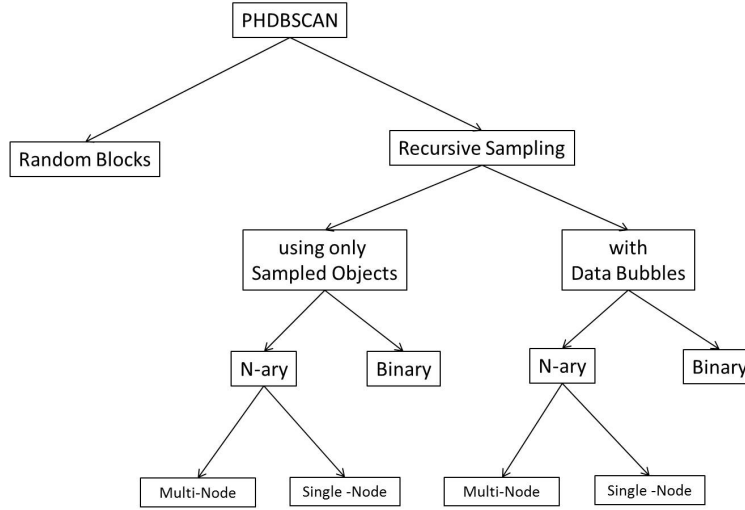 PHDBSCAN
Random Blocks
Recursive Sampling
using only
Sampled Objects
with
Data Bubbles
N-ary
Binary
N-ary
Binary
Multi-Node
Single -Node
Multi-Node
Single -Node